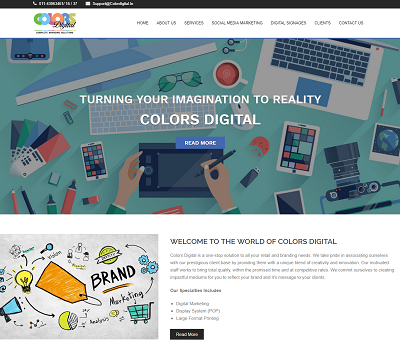 Support@Colordigital.in
COLORS
Digital
COMPLETE BRANDING SOLUTIONS
HOME ABOUT US SERVICES SOCIAL MEDIA MARKETING DIGITAL SIGNAGES CLIENTS CONTACT US
TURNING YOUR IMAGINATION TO REALITY
COLORS DIGITAL
READ MORE
Vision
BRAND
Marketing
Analysis
WELCOME TO THE WORLD OF COLORS DIGITAL
Colors Digital is a one-stop solution to all your retail and branding needs. We take pride in associating ourselves
with our prestigious client base by providing them with a unique blend of creativity and innovation. Our motivated
staff works to bring total quality, within the promised time and at competitive rates. We commit ourselves to creating
impactful mediums for you to reflect your brand and it's message to your clients.
Our Specialties Includes
Digital Marketing
Display System (POP)
Large Format Printing
Read More